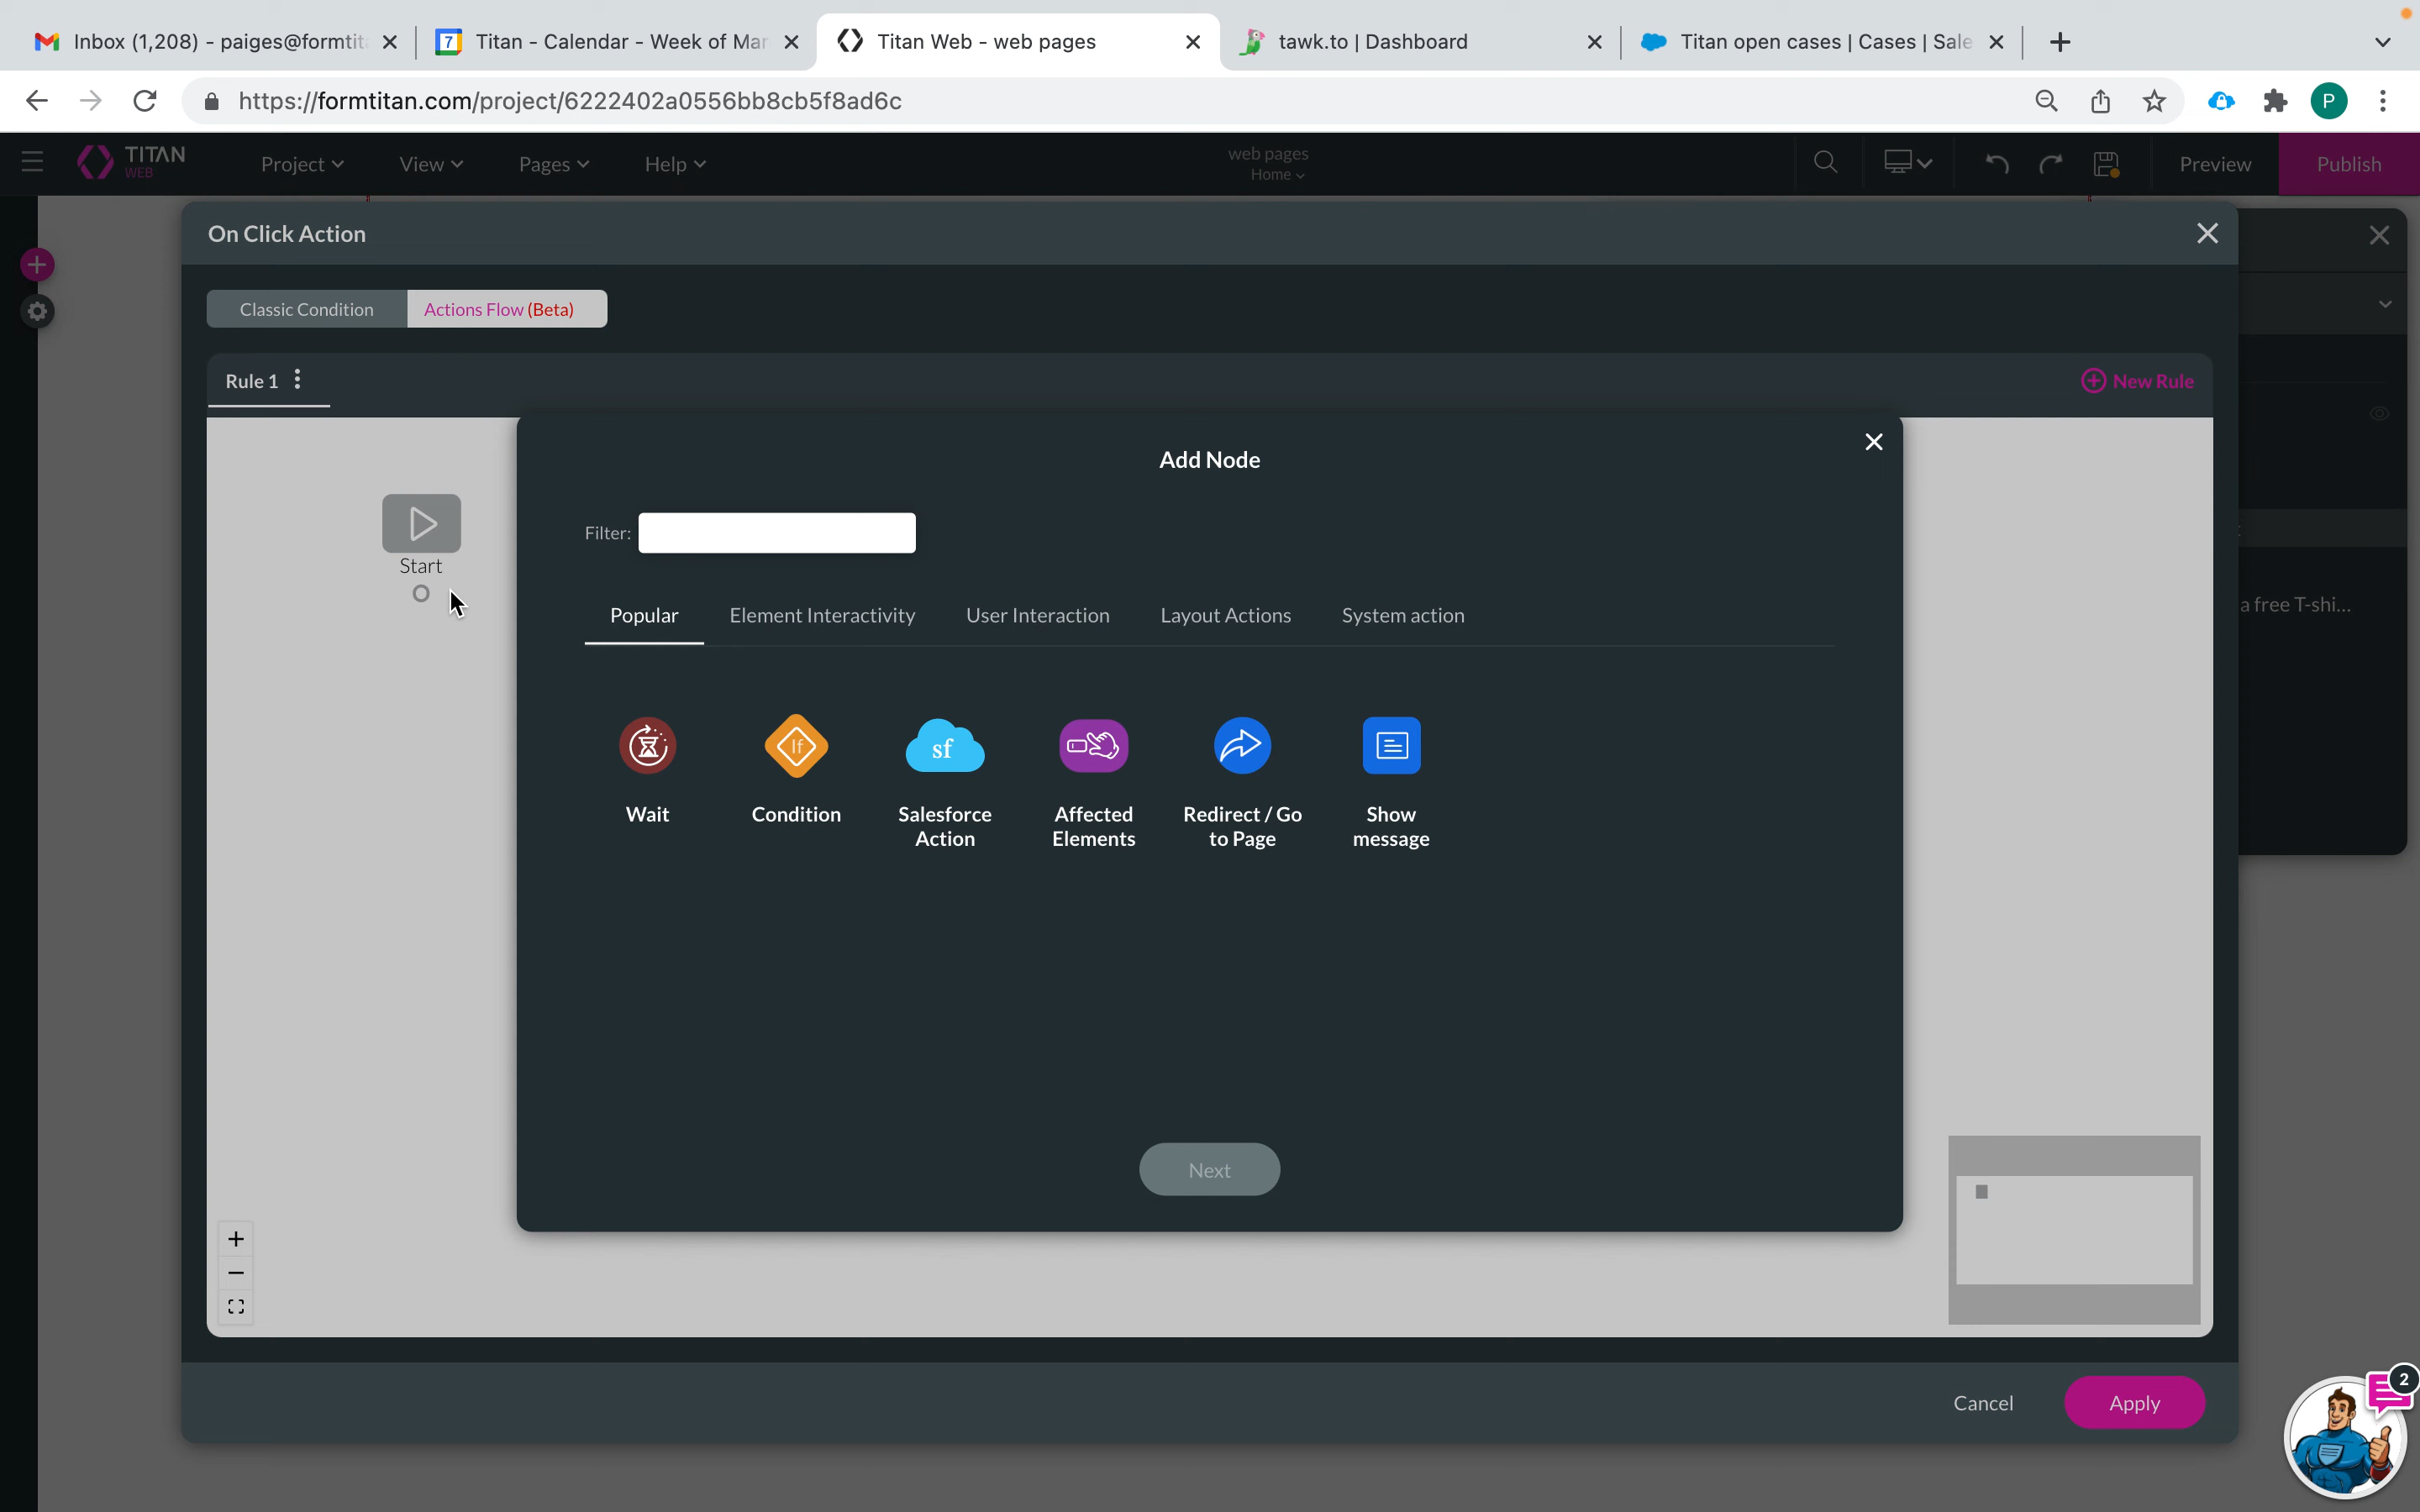 Inbox (1,208) - paiges@formtit
Titan - Calendar - Week of Mar
Titan Web - web pages
tawk.to | Dashboard
Titan open cases | Cases | Sale
https://formtitan.com/project/6222402a0556bb8cb5f8ad6c
P
TITAN
WEB
Project
View
Pages
Help
web pages
Home
Preview
Publish
On Click Action
Classic Condition
Actions Flow (Beta)
Rule 1
New Rule
Add Node
Filter:
Start
a free T-shi...
Popular
Element Interactivity
User Interaction
Layout Actions
System action
If
sf
Wait
Condition
Salesforce
Action
Affected
Elements
Redirect / Go
to Page
Show
message
Next
Cancel
Apply
2